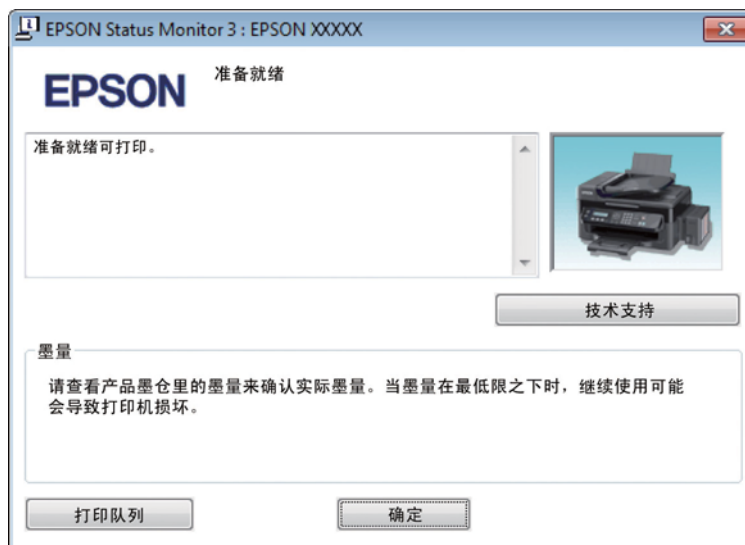 EPSON Status Monitor 3 : EPSON XXXXX
EPSON
准备就绪
准备就绪可打印。
技术支持
墨量
请查看产品墨仓里的墨量来确认实际墨量。当墨量在最低限之下时，继续使用可能
会导致打印机损坏。
打印队列
确定